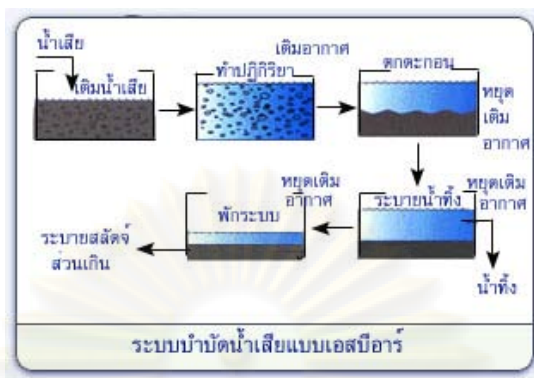 น้ำเสีย
เติมน้ำเสีย
เติมอากาศ
ทำปฏิกิริยา
ตกตะกอน
หยุด
เติม
อากาศ
หยุดเติม
อากาศ
พักระบบ
ระบายน้ำทิ้ง
หยุดเติม
อากาศ
ระบายสลัดจ์
ส่วนเกิน
น้ำทิ้ง
ระบบบำบัดน้ำเสียแบบเอสบีอาร์